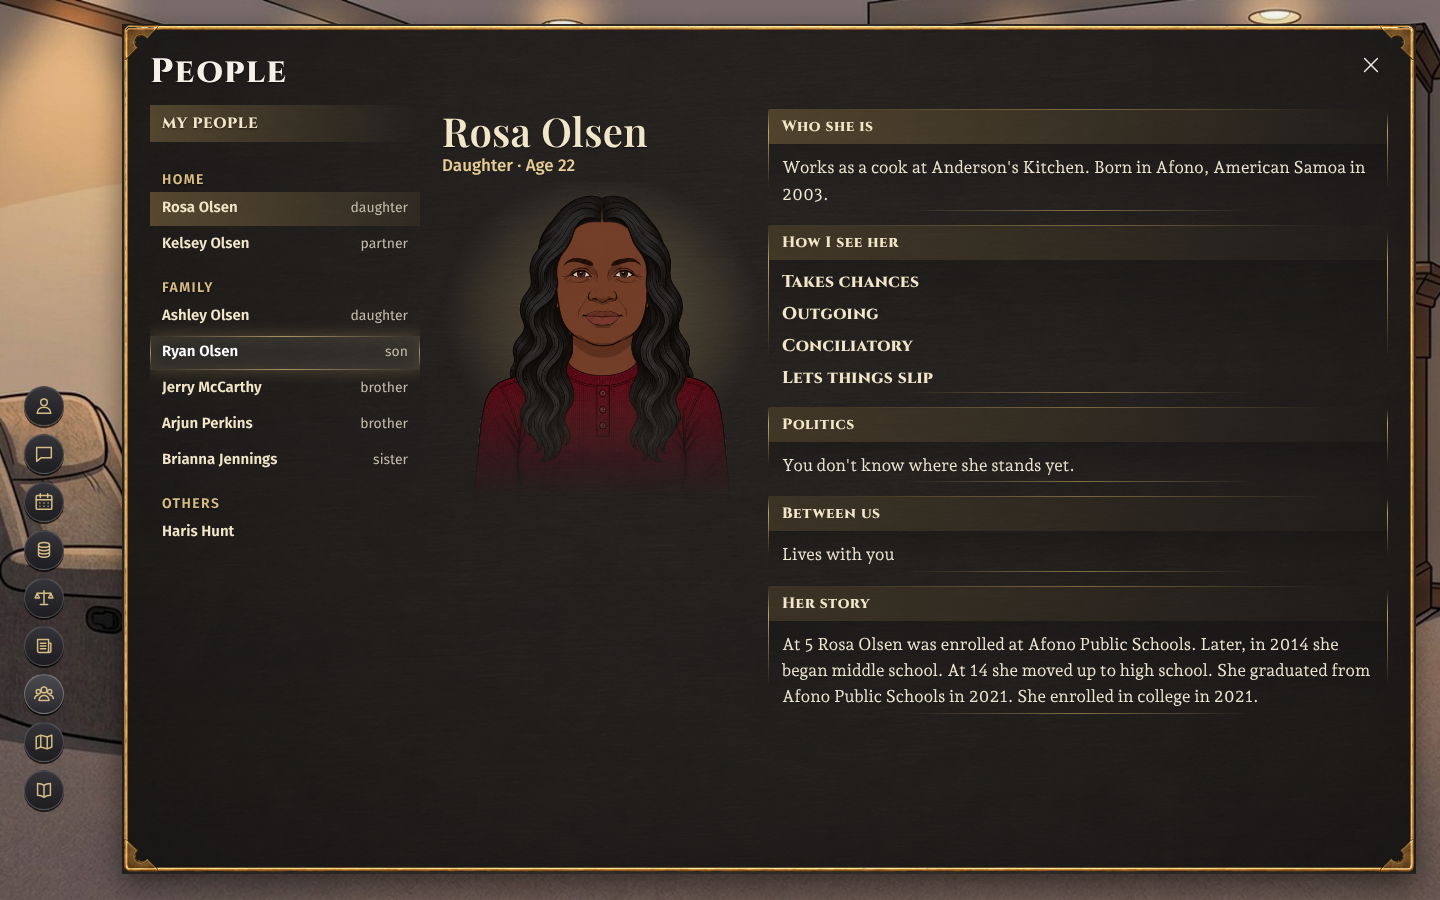 People
My people
HOME
Rosa Olsen daughter
Kelsey Olsen partner
FAMILY
Ashley Olsen daughter
Ryan Olsen son
Jerry McCarthy brother
Arjun Perkins brother
Brianna Jennings sister
OTHERS
Haris Hunt
Rosa Olsen
Daughter · Age 22
Who she is
Works as a cook at Anderson's Kitchen. Born in Afono, American Samoa in
2003.
How I see her
Takes chances
Outgoing
Conciliatory
Lets things slip
Politics
You don't know where she stands yet.
Between us
Lives with you
Her story
At 5 Rosa Olsen was enrolled at Afono Public Schools. Later, in 2014 she
began middle school. At 14 she moved up to high school. She graduated from
Afono Public Schools in 2021. She enrolled in college in 2021.